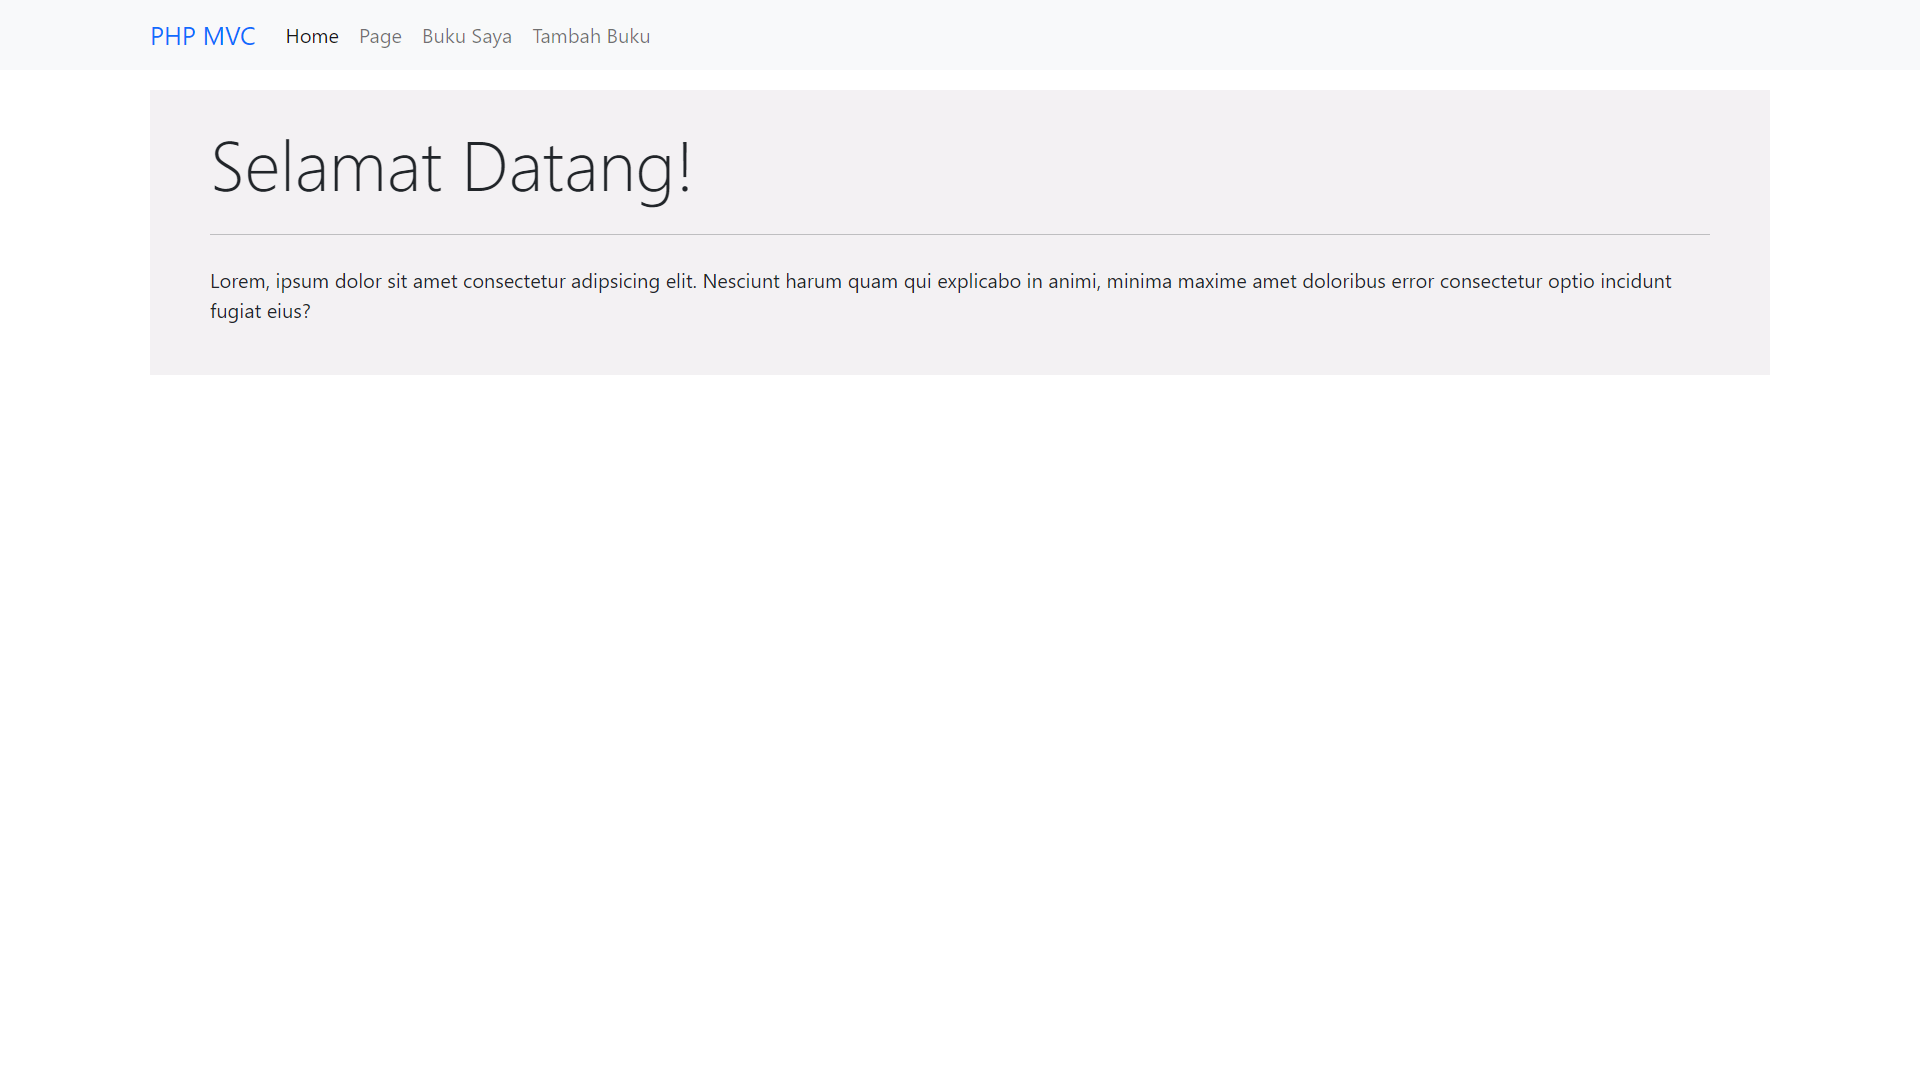 PHP MVC Home Page Buku Saya Tambah Buku
Selamat Datang!
Lorem, ipsum dolor sit amet consectetur adipsicing elit. Nesciunt harum quam qui explicabo in animi, minima maxime amet doloribus error consectetur optio incidunt
fugiat eius?